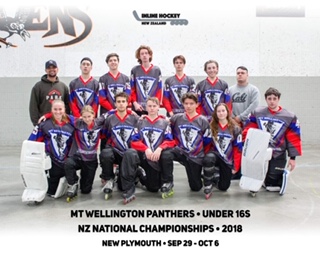 INLINE HOCKEY
NEW ZEALAND
MT WELLINGTON PANTHERS • UNDER 16S
NZ NATIONAL CHAMPIONSHIPS • 2018
NEW PLYMOUTH • SEP 29 - OCT 6